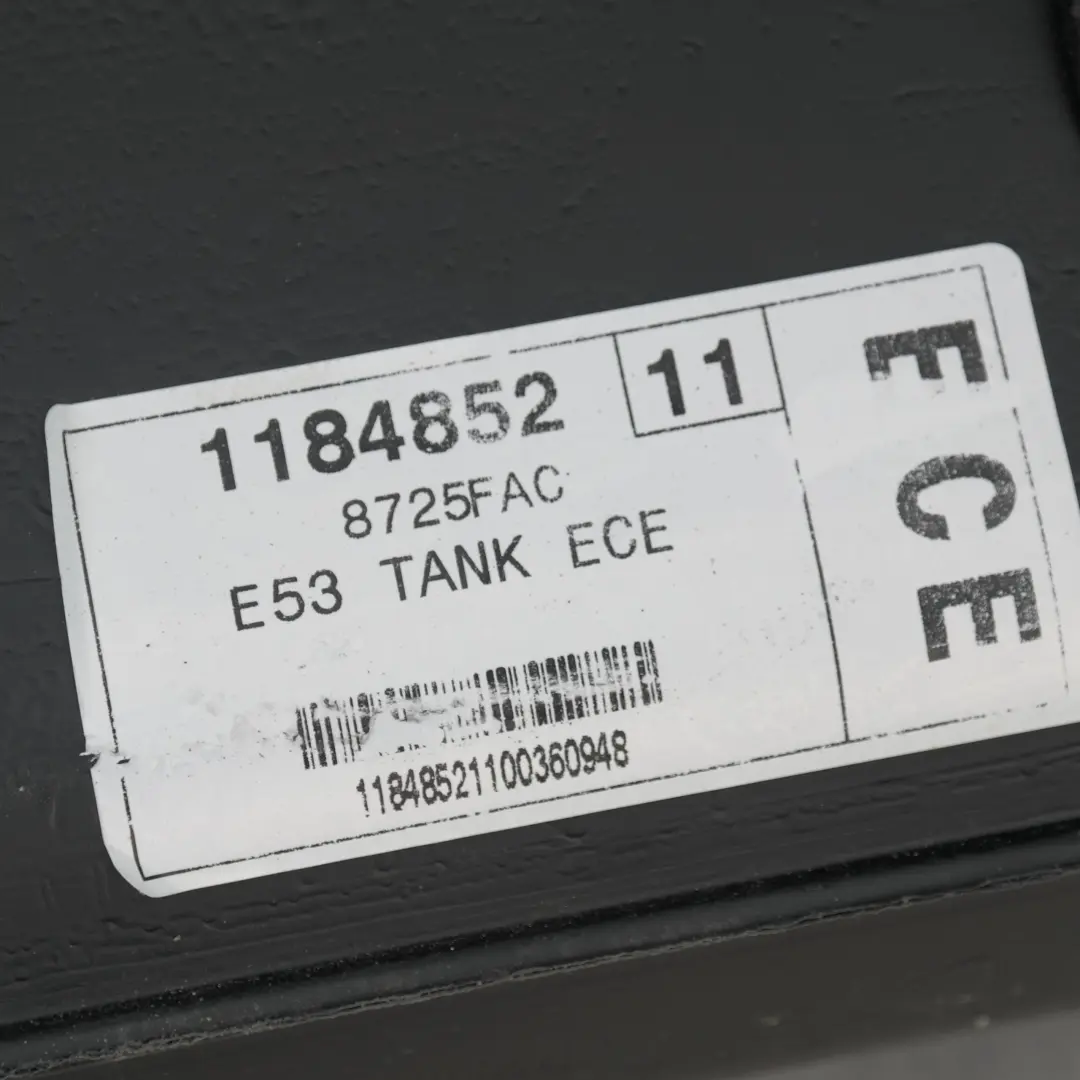 1184852
11
8725FAC
E53 TANK ECE
11848521100360948
ECE